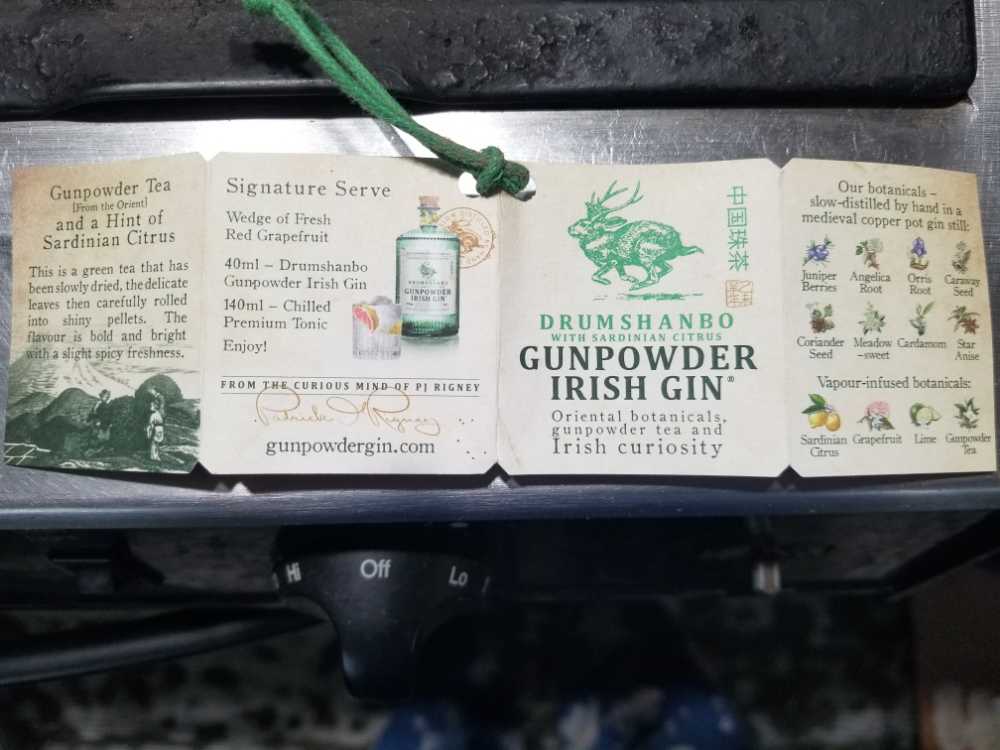 Gunpowder Tea
[From the Orient]
and a Hint of
Sardinian Citrus
This is a green tea that has
been slowly dried, the delicate
leaves then carefully rolled
into shiny pellets. The
flavour is bold and bright
with a slight spicy freshness.
Signature Serve
Wedge of Fresh
Red Grapefruit
40ml – Drumshanbo
Gunpowder Irish Gin
140ml – Chilled
Premium Tonic
Enjoy!
GUNPOWDER
IRISH GIN
FROM THE CURIOUS MIND OF PJ RIGNEY
Patrick J Rigney
gunpowdergin.com
中国珠茶
DRUMSHANBO
WITH SARDINIAN CITRUS
GUNPOWDER
IRISH GIN®
Oriental botanicals,
gunpowder tea and
Irish curiosity
Our botanicals –
slow-distilled by hand in a
medieval copper pot gin still:
Juniper
Berries
Angelica
Root
Orris
Root
Caraway
Seed
Coriander
Seed
Meadow
–sweet
Cardamom
Star
Anise
Vapour-infused botanicals:
Sardinian
Citrus
Grapefruit
Lime
Gunpowder
Tea
Hi
Off
Lo